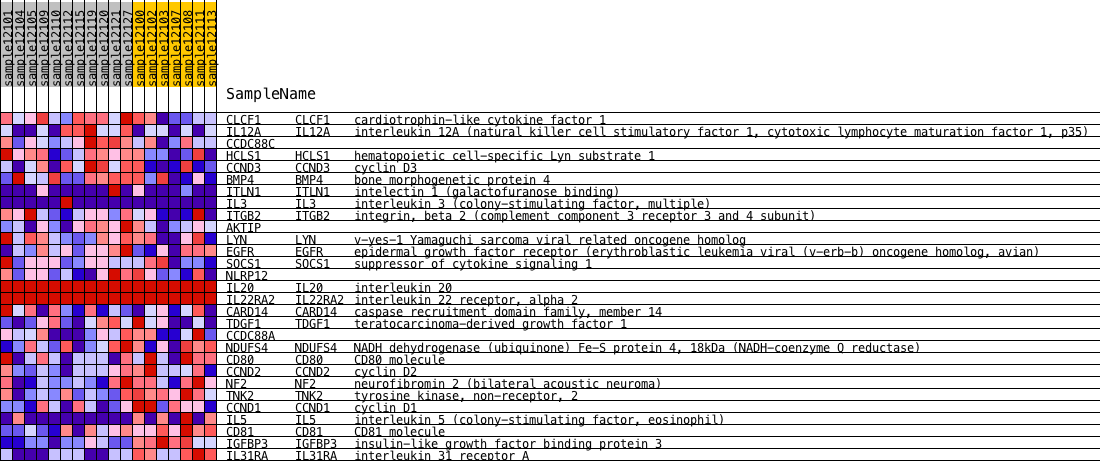 sample12101
sample12104
sample12105
sample12109
sample12110
sample12112
sample12115
sample12119
sample12120
sample12121
sample12127
sample12100
sample12102
sample12103
sample12107
sample12108
sample12111
sample12113
SampleName
CLCF1 CLCF1 cardiotrophin-like cytokine factor 1
IL12A IL12A interleukin 12A (natural killer cell stimulatory factor 1, cytotoxic lymphocyte maturation factor 1, p35)
CCDC88C
HCLS1 HCLS1 hematopoietic cell-specific Lyn substrate 1
CCND3 CCND3 cyclin D3
BMP4 BMP4 bone morphogenetic protein 4
ITLN1 ITLN1 intelectin 1 (galactofuranose binding)
IL3 IL3 interleukin 3 (colony-stimulating factor, multiple)
ITGB2 ITGB2 integrin, beta 2 (complement component 3 receptor 3 and 4 subunit)
AKTIP
LYN LYN v-yes-1 Yamaguchi sarcoma viral related oncogene homolog
EGFR EGFR epidermal growth factor receptor (erythroblastic leukemia viral (v-erb-b) oncogene homolog, avian)
SOCS1 SOCS1 suppressor of cytokine signaling 1
NLRP12
IL20 IL20 interleukin 20
IL22RA2 IL22RA2 interleukin 22 receptor, alpha 2
CARD14 CARD14 caspase recruitment domain family, member 14
TDGF1 TDGF1 teratocarcinoma-derived growth factor 1
CCDC88A
NDUFS4 NDUFS4 NADH dehydrogenase (ubiquinone) Fe-S protein 4, 18kDa (NADH-coenzyme Q reductase)
CD80 CD80 CD80 molecule
CCND2 CCND2 cyclin D2
NF2 NF2 neurofibromin 2 (bilateral acoustic neuroma)
TNK2 TNK2 tyrosine kinase, non-receptor, 2
CCND1 CCND1 cyclin D1
IL5 IL5 interleukin 5 (colony-stimulating factor, eosinophil)
CD81 CD81 CD81 molecule
IGFBP3 IGFBP3 insulin-like growth factor binding protein 3
IL31RA IL31RA interleukin 31 receptor A